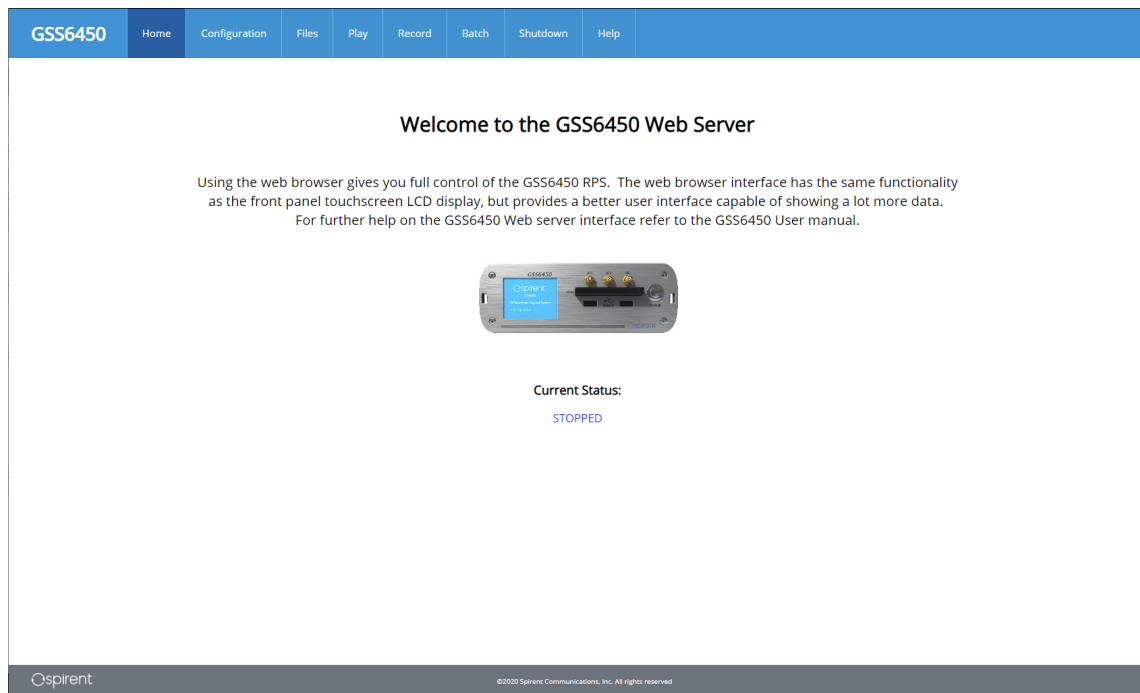 GSS6450 Home Configuration Files Play Record Batch Shutdown Help
Welcome to the GSS6450 Web Server
Using the web browser gives you full control of the GSS6450 RPS. The web browser interface has the same functionality
as the front panel touchscreen LCD display, but provides a better user interface capable of showing a lot more data.
For further help on the GSS6450 Web server interface refer to the GSS6450 User manual.
GSS6450
spirent
spirent
Current Status:
STOPPED
spirent
©2020 Spirent Communications, Inc. All rights reserved